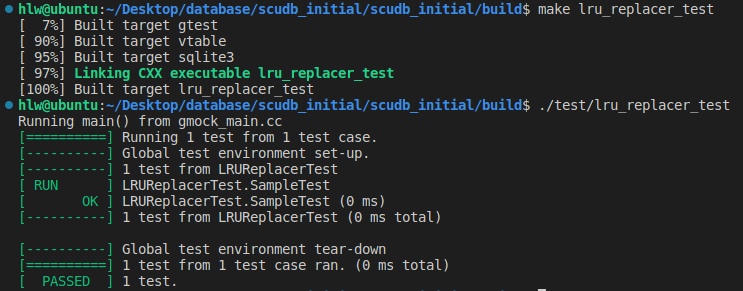 hlw@ubuntu:~/Desktop/database/scudb_initial/scudb_initial/build$ make lru_replacer_test
[  7%] Built target gtest
[ 90%] Built target vtable
[ 95%] Built target sqlite3
[ 97%] Linking CXX executable lru_replacer_test
[100%] Built target lru_replacer_test
hlw@ubuntu:~/Desktop/database/scudb_initial/scudb_initial/build$ ./test/lru_replacer_test
Running main() from gmock_main.cc
[==========] Running 1 test from 1 test case.
[----------] Global test environment set-up.
[----------] 1 test from LRUReplacerTest
[ RUN      ] LRUReplacerTest.SampleTest
[       OK ] LRUReplacerTest.SampleTest (0 ms)
[----------] 1 test from LRUReplacerTest (0 ms total)

[----------] Global test environment tear-down
[==========] 1 test from 1 test case ran. (0 ms total)
[  PASSED  ] 1 test.